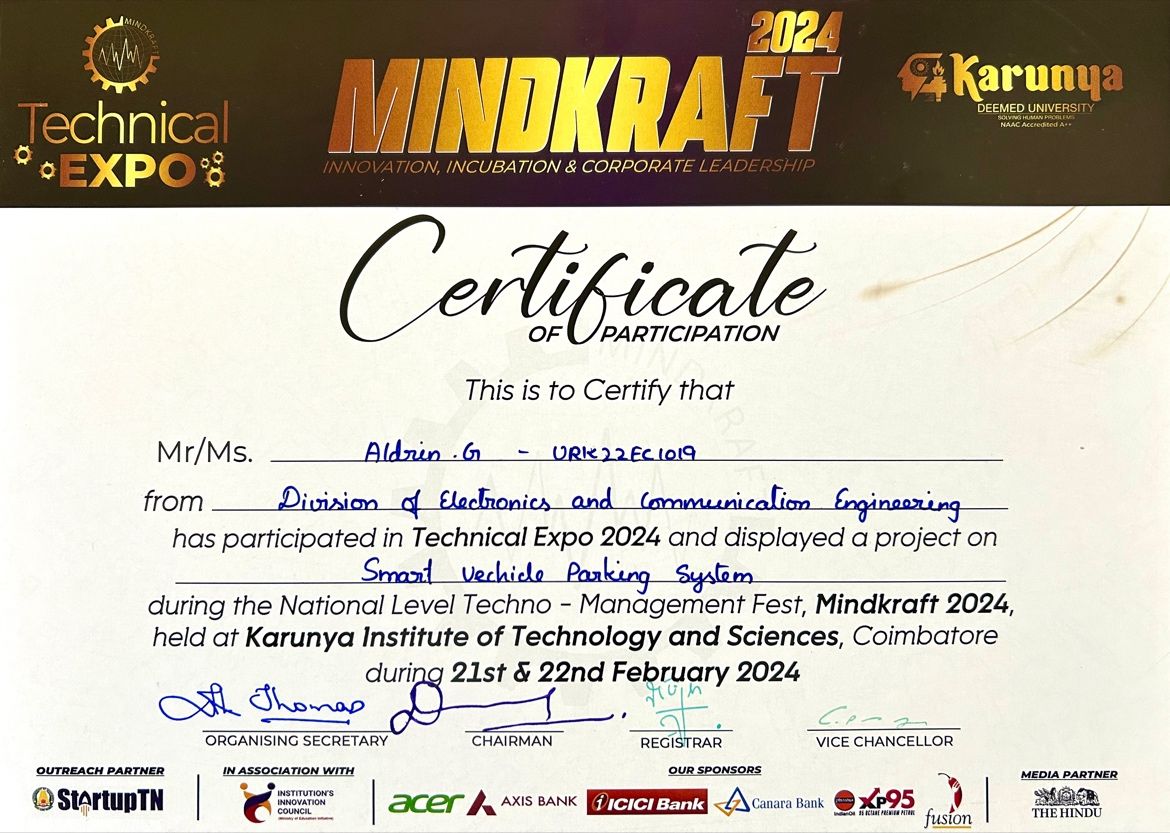 MINDKRAFT
Technical
EXPO
2024
MINDKRAFT
INNOVATION, INCUBATION & CORPORATE LEADERSHIP
Karunya
DEEMED UNIVERSITY
SOLVING HUMAN PROBLEMS
NAAC Accredited A++
Certificate
OF PARTICIPATION
This is to Certify that
Mr/Ms. Aldrin .G - URK22EC1019
from Division of Electronics and Communication Engineering
has participated in Technical Expo 2024 and displayed a project on
Smart Vechicle Parking System
during the National Level Techno - Management Fest, Mindkraft 2024,
held at Karunya Institute of Technology and Sciences, Coimbatore
during 21st & 22nd February 2024
Thomas
ORGANISING SECRETARY CHAIRMAN REGISTRAR VICE CHANCELLOR
OUTREACH PARTNER IN ASSOCIATION WITH OUR SPONSORS MEDIA PARTNER
StartupTN
INSTITUTION'S
INNOVATION
COUNCIL
(Ministry of Education Initiative)
acer AXIS BANK ICICI Bank Canara Bank
IndianOil XP95
95 OCTANE PREMIUM PETROL
fusion
THE HINDU
MINDKRAFT